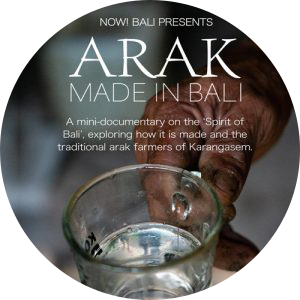 NOW! BALI PRESENTS
ARAK
MADE IN BALI
A mini-documentary on the 'Spirit of
Bali', exploring how it is made and the
traditional arak farmers of Karangasem.